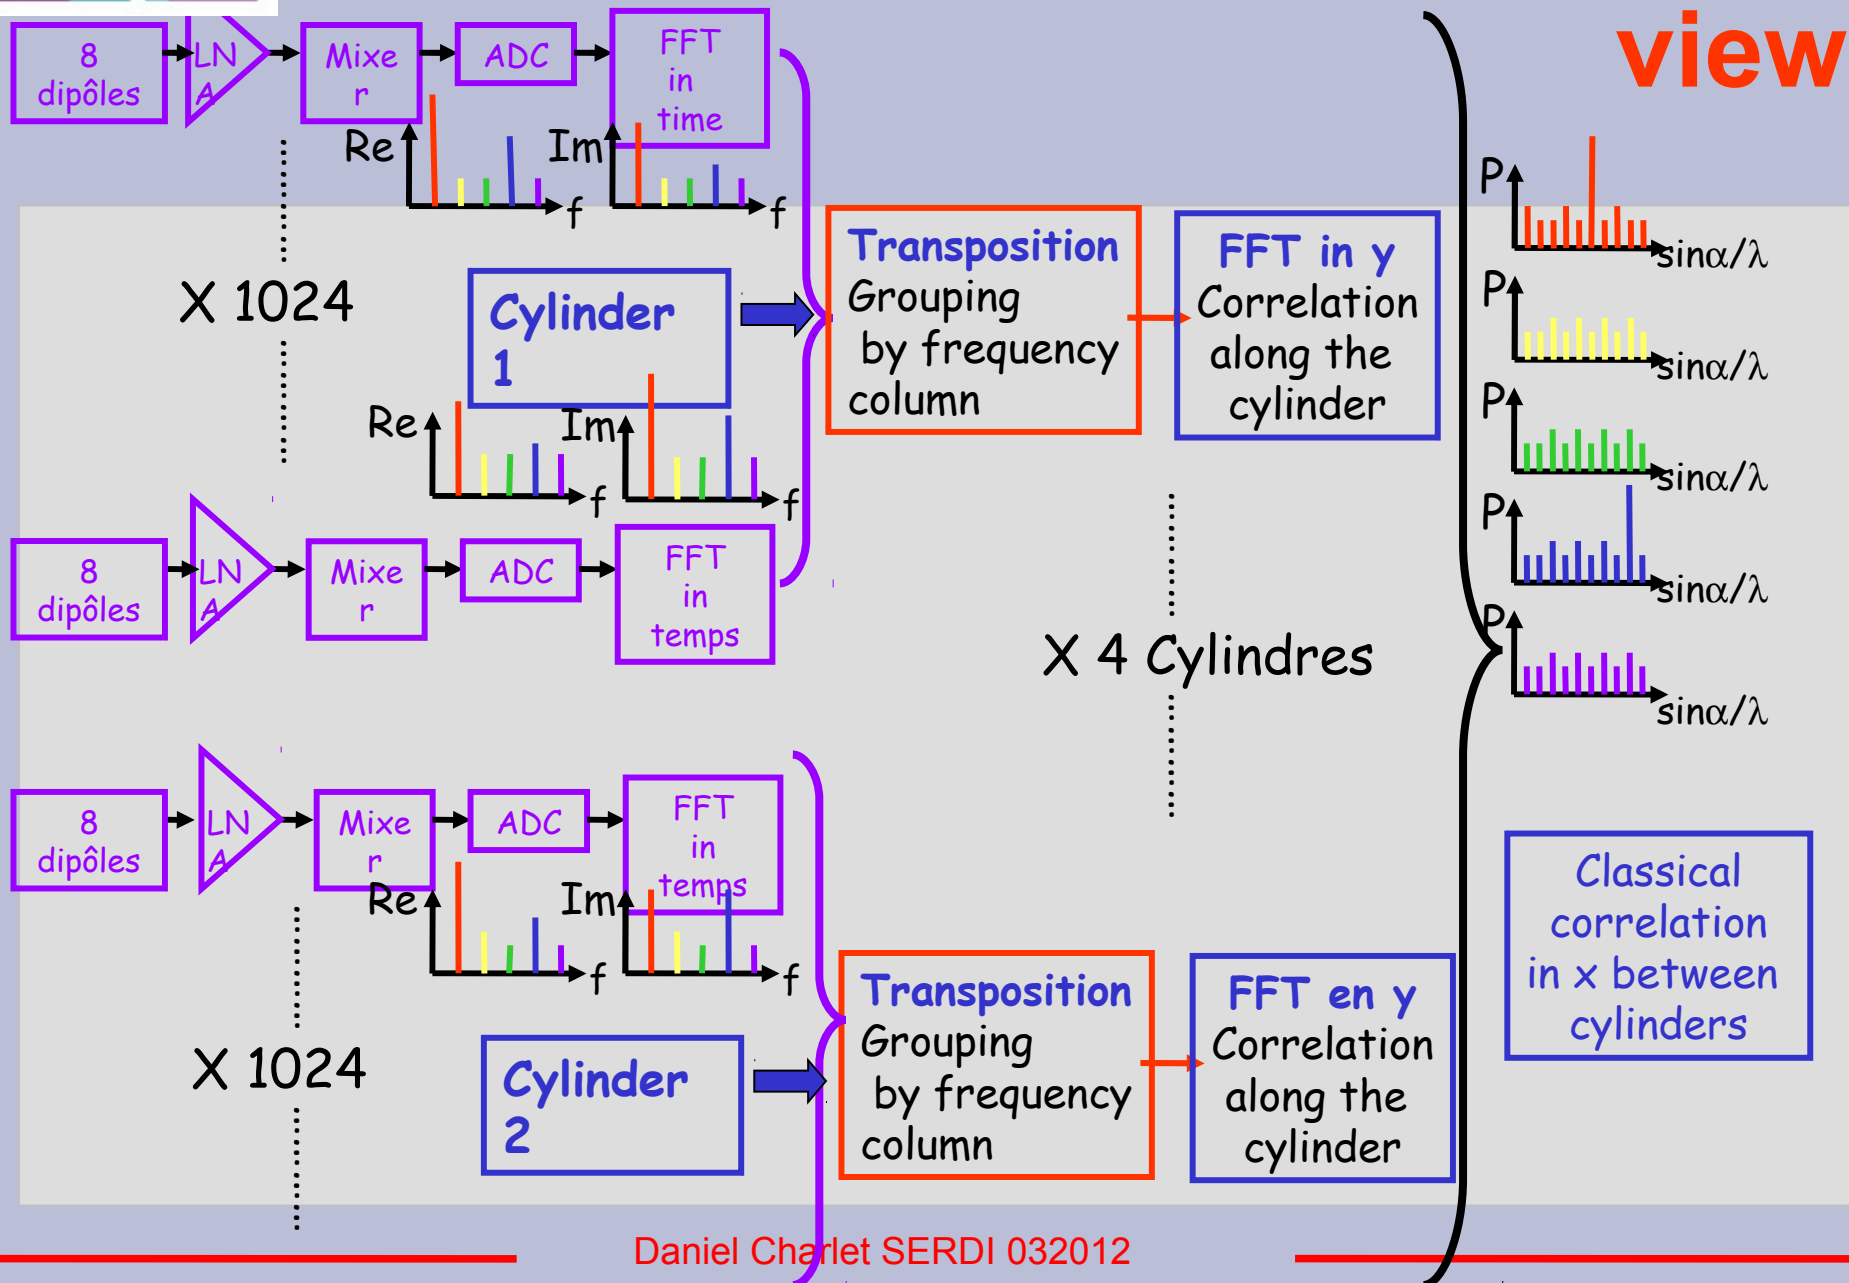 view
8
dipôles
LN
A
Mixe
r
ADC
FFT
in
time
Re
f
Im
f
X 1024
Cylinder
1
Transposition
Grouping
by frequency
column
FFT in y
Correlation
along the
cylinder
Re
f
Im
f
8
dipôles
LN
A
Mixe
r
ADC
FFT
in
temps
X 4 Cylindres
P
sinα/λ
P
sinα/λ
P
sinα/λ
P
sinα/λ
P
sinα/λ
8
dipôles
LN
A
Mixe
r
ADC
FFT
in
temps
Re
f
Im
f
X 1024
Cylinder
2
Transposition
Grouping
by frequency
column
FFT en y
Correlation
along the
cylinder
Classical
correlation
in x between
cylinders
Daniel Charlet SERDI 032012